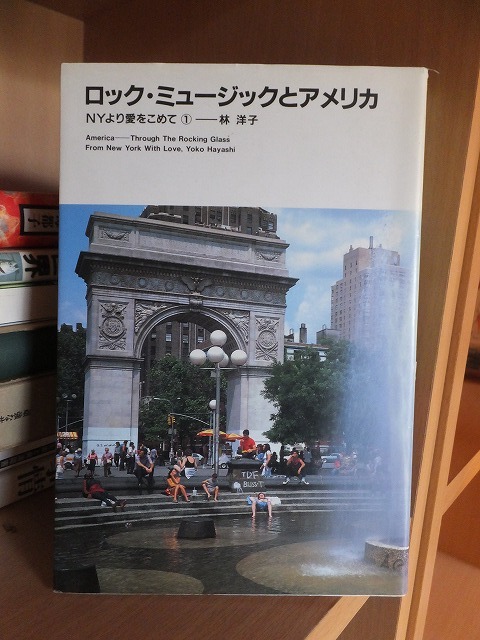 ロック・ミュージックとアメリカ
NYより愛をこめて①──林 洋子
America──Through The Rocking Glass
From New York With Love, Yoko Hayashi
TDF